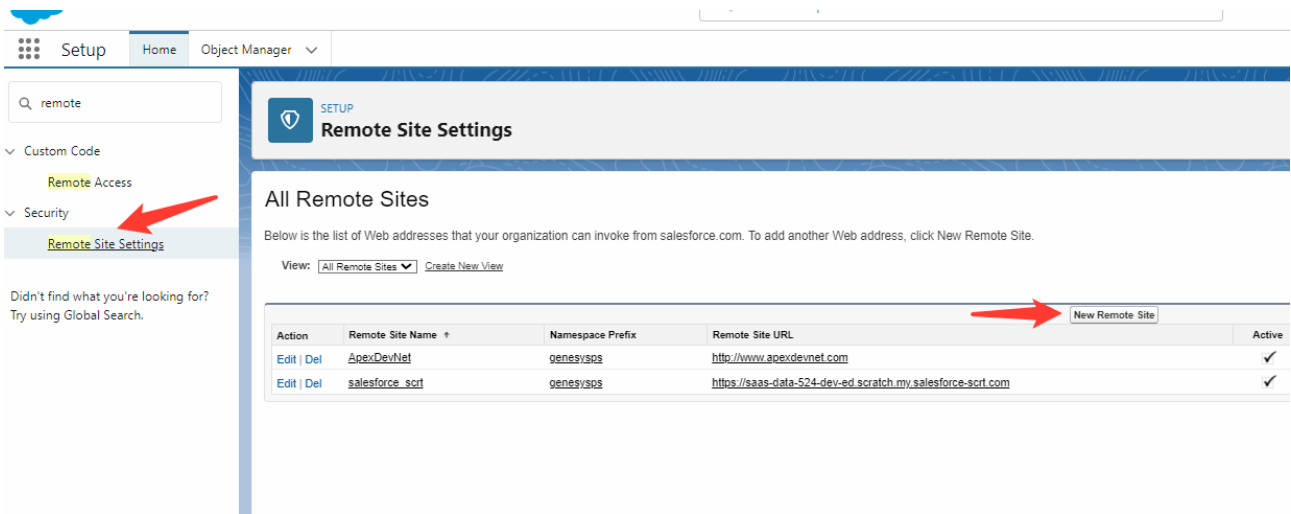 Setup
Home
Object Manager
remote
Custom Code
Remote Access
Security
Remote Site Settings
Didn't find what you're looking for?
Try using Global Search.
SETUP
Remote Site Settings
All Remote Sites
Below is the list of Web addresses that your organization can invoke from salesforce.com. To add another Web address, click New Remote Site.
View: All Remote Sites Create New View
New Remote Site
Action Remote Site Name ↑ Namespace Prefix Remote Site URL Active
Edit | Del ApexDevNet genesysps http://www.apexdevnet.com ✓
Edit | Del salesforce_scrt genesysps https://saas-data-524-dev-ed.scratch.my.salesforce-scrt.com ✓